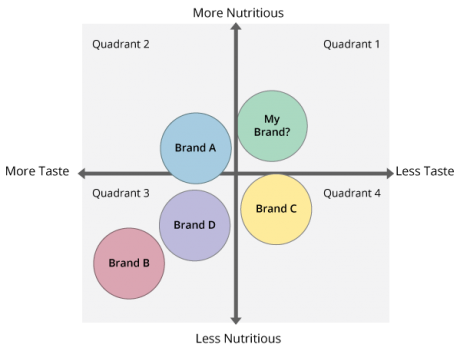 More Nutritious
Quadrant 2
Quadrant 1
My
Brand?
Brand A
More Taste
Less Taste
Quadrant 3
Quadrant 4
Brand C
Brand D
Brand B
Less Nutritious